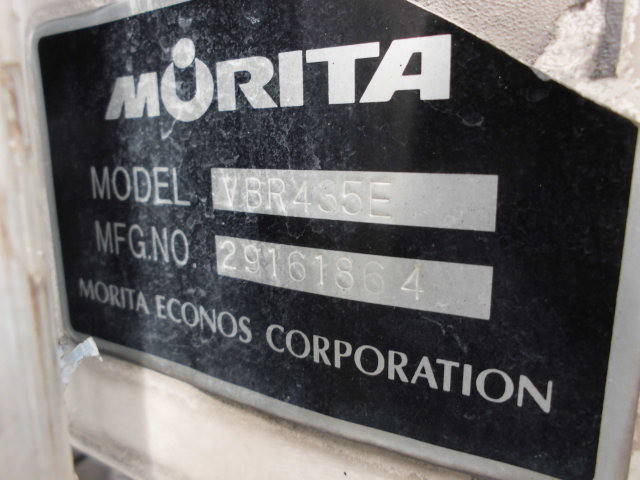 MORITA
MODEL VBR435E
MFG.NO. 29161864
MORITA ECONOS CORPORATION